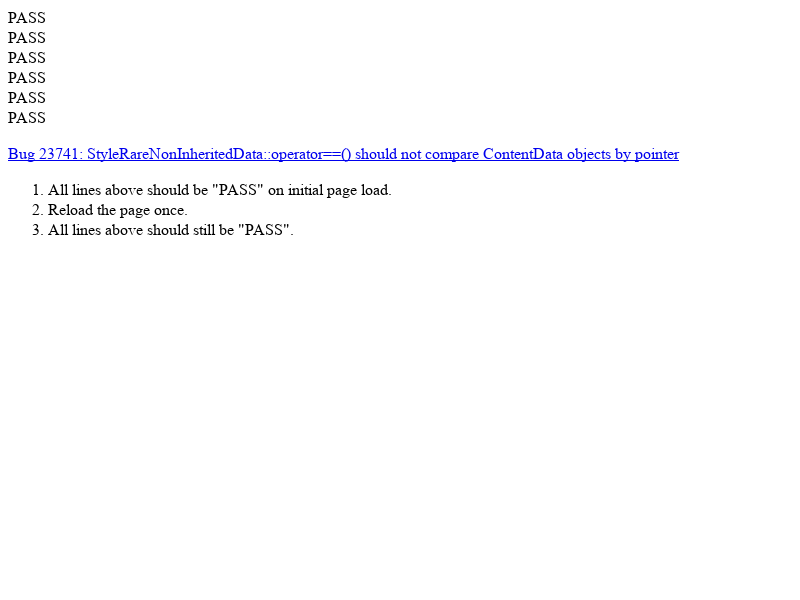 PASS
PASS
PASS
PASS
PASS
PASS
Bug 23741: StyleRareNonInheritedData::operator==() should not compare ContentData objects by pointer
1. All lines above should be "PASS" on initial page load.
2. Reload the page once.
3. All lines above should still be "PASS".